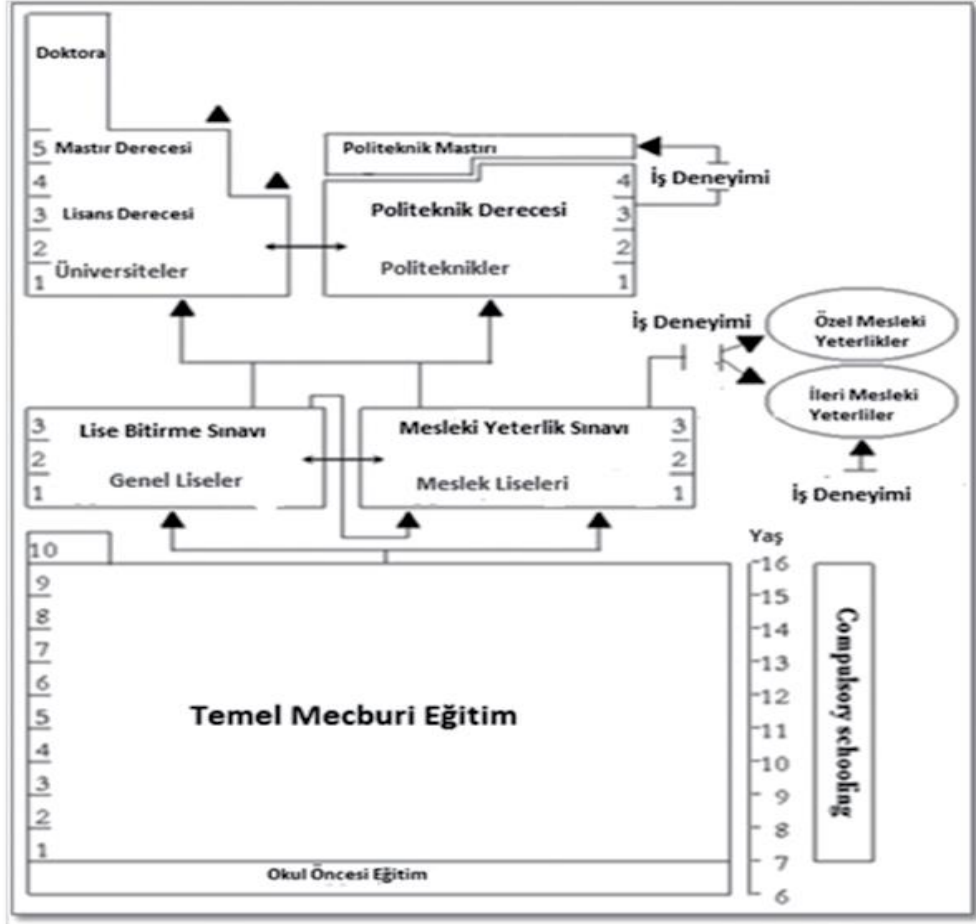 Doktora
5 Mastır Derecesi
4
3 Lisans Derecesi
2
Üniversiteler
1
Politeknik Mastırı
İş Deneyimi
4
Politeknik Derecesi
3
2
Politeknikler
1
İş Deneyimi
Özel Mesleki
Yeterlikler
İleri Mesleki
Yeterliler
İş Deneyimi
3 Lise Bitirme Sınavı
2
Genel Liseler
1
Mesleki Yeterlik Sınavı 3
2
Meslek Liseleri
1
10
9
8
7
6
5
4
3
2
1
Temel Mecburi Eğitim
Okul Öncesi Eğitim
Yaş
16
15
14
13
12
11
10
9
8
7
6
Compulsory schooling